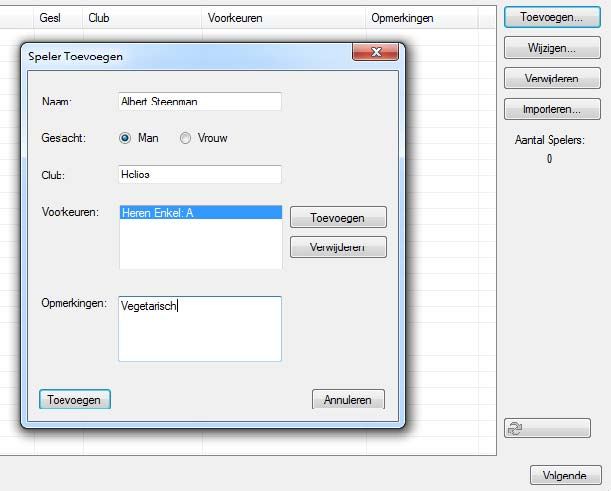 Gesl Club Voorkeuren Opmerkingen
Toevoegen...
Wijzigen...
Verwijderen
Importeren...
Aantal Spelers:
0
Speler Toevoegen
Naam: Albert Steenman
Geslacht: Man Vrouw
Club: Helios
Voorkeuren: Heren Enkel: A
Toevoegen
Verwijderen
Opmerkingen: Vegetarisch
Toevoegen Annuleren
Volgende